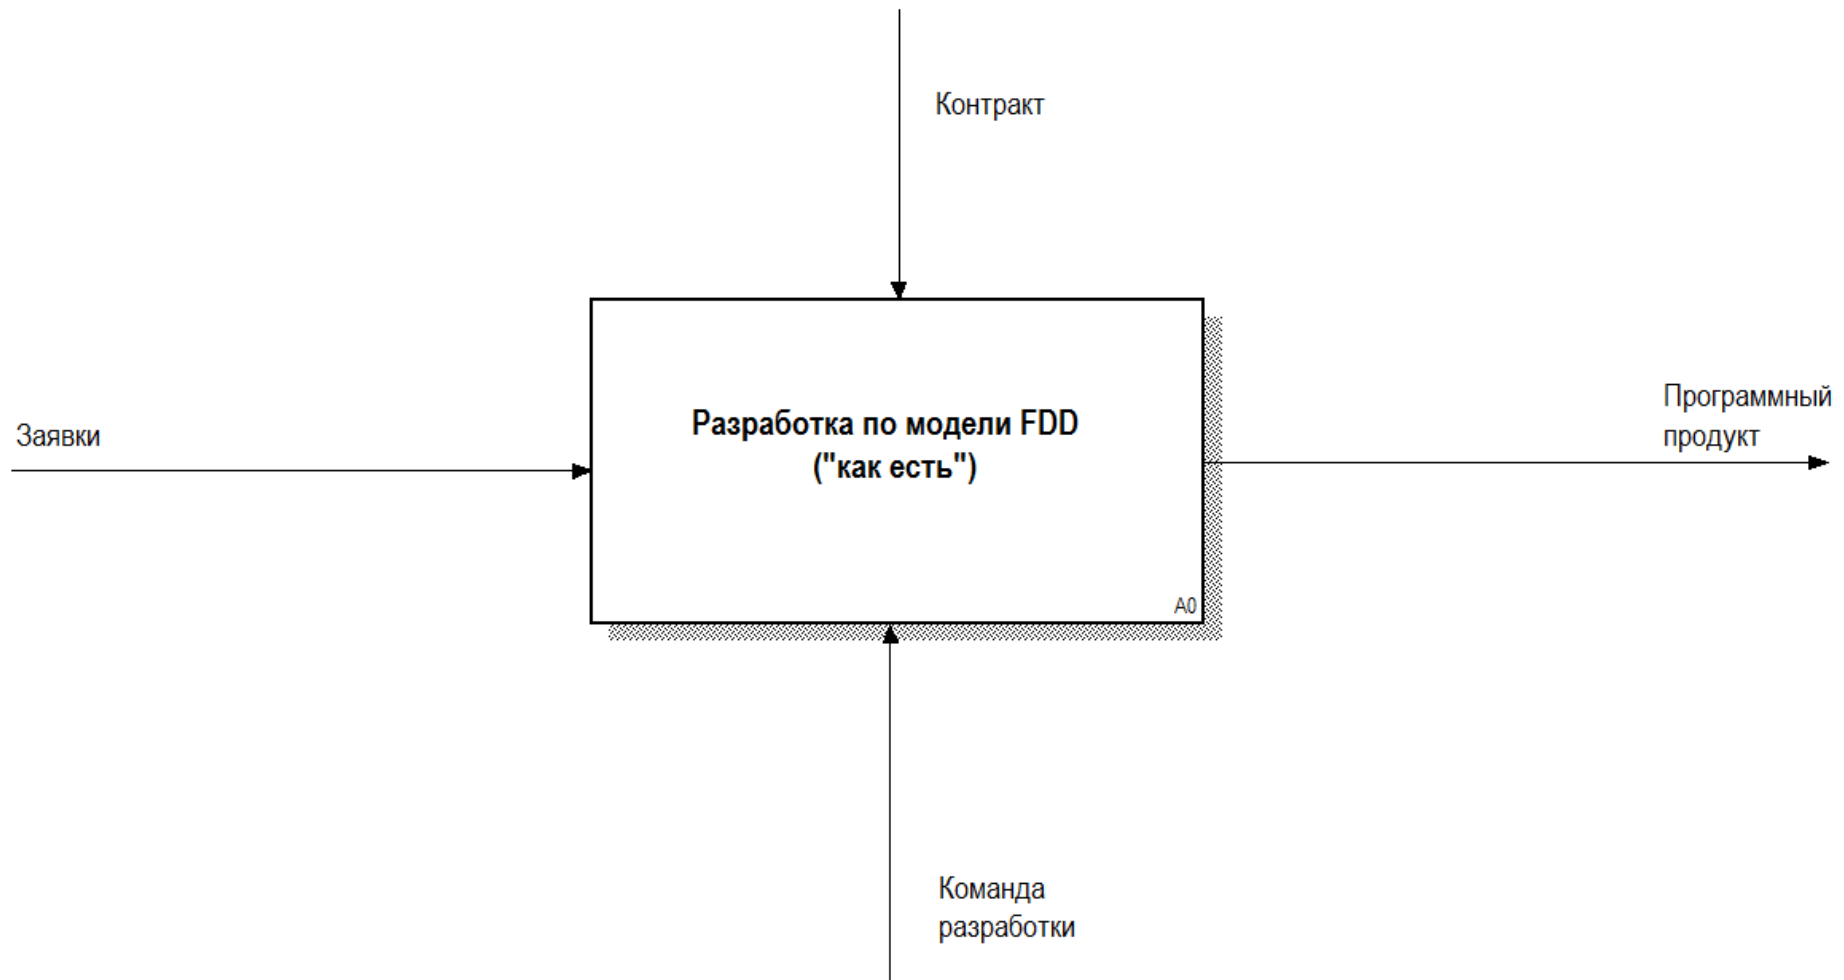 Контракт
Программный
продукт
Заявки
Разработка по модели FDD
("как есть")
A0
Команда
разработки